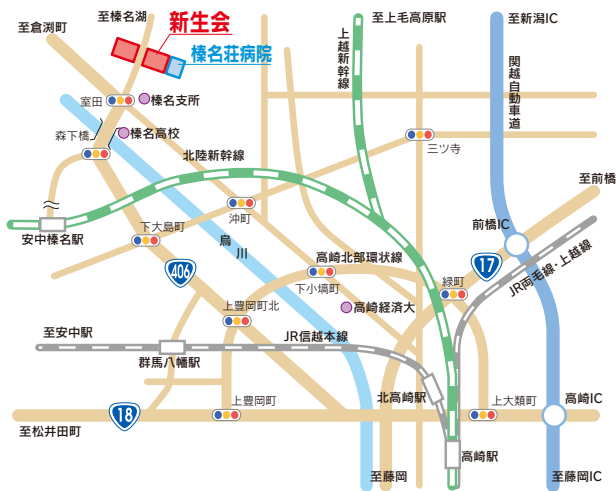 至榛名湖
新生会
至上毛高原駅
至新潟IC
至倉渕町
榛名荘病院
上越新幹線
関越自動車道
室田
榛名支所
森下橋
榛名高校
三ツ寺
北陸新幹線
至前橋
安中榛名駅
下大島町
沖町
烏川
前橋IC
高崎北部環状線
17
JR両毛線・上越線
406
下小塙町
緑町
上豊岡町北
高崎経済大
至安中駅
JR信越本線
群馬八幡駅
北高崎駅
18
上豊岡町
上大類町
高崎IC
至松井田町
高崎駅
至藤岡
至藤岡IC